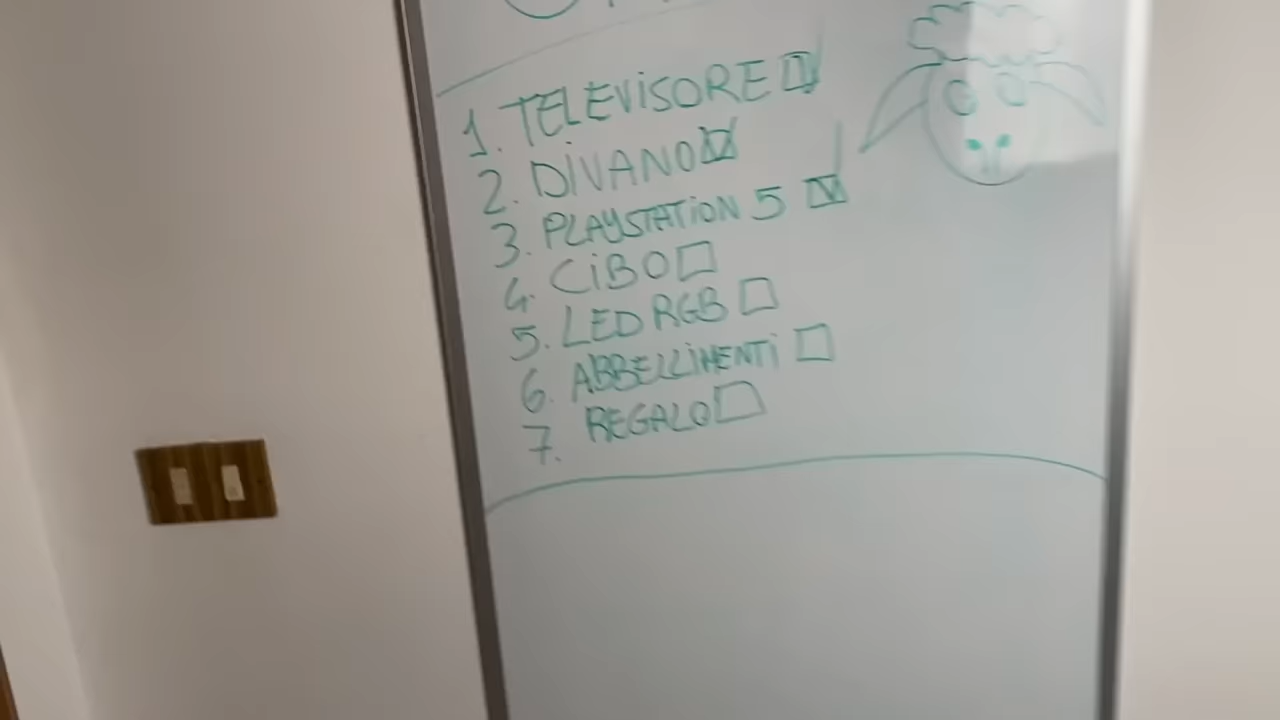 1. TELEVISORE ☑
2. DIVANO ☑
3. PLAYSTATION 5 ☑
4. CIBO ☐
5. LED RGB ☐
6. ABBELLIMENTI ☐
7. REGALO ☐